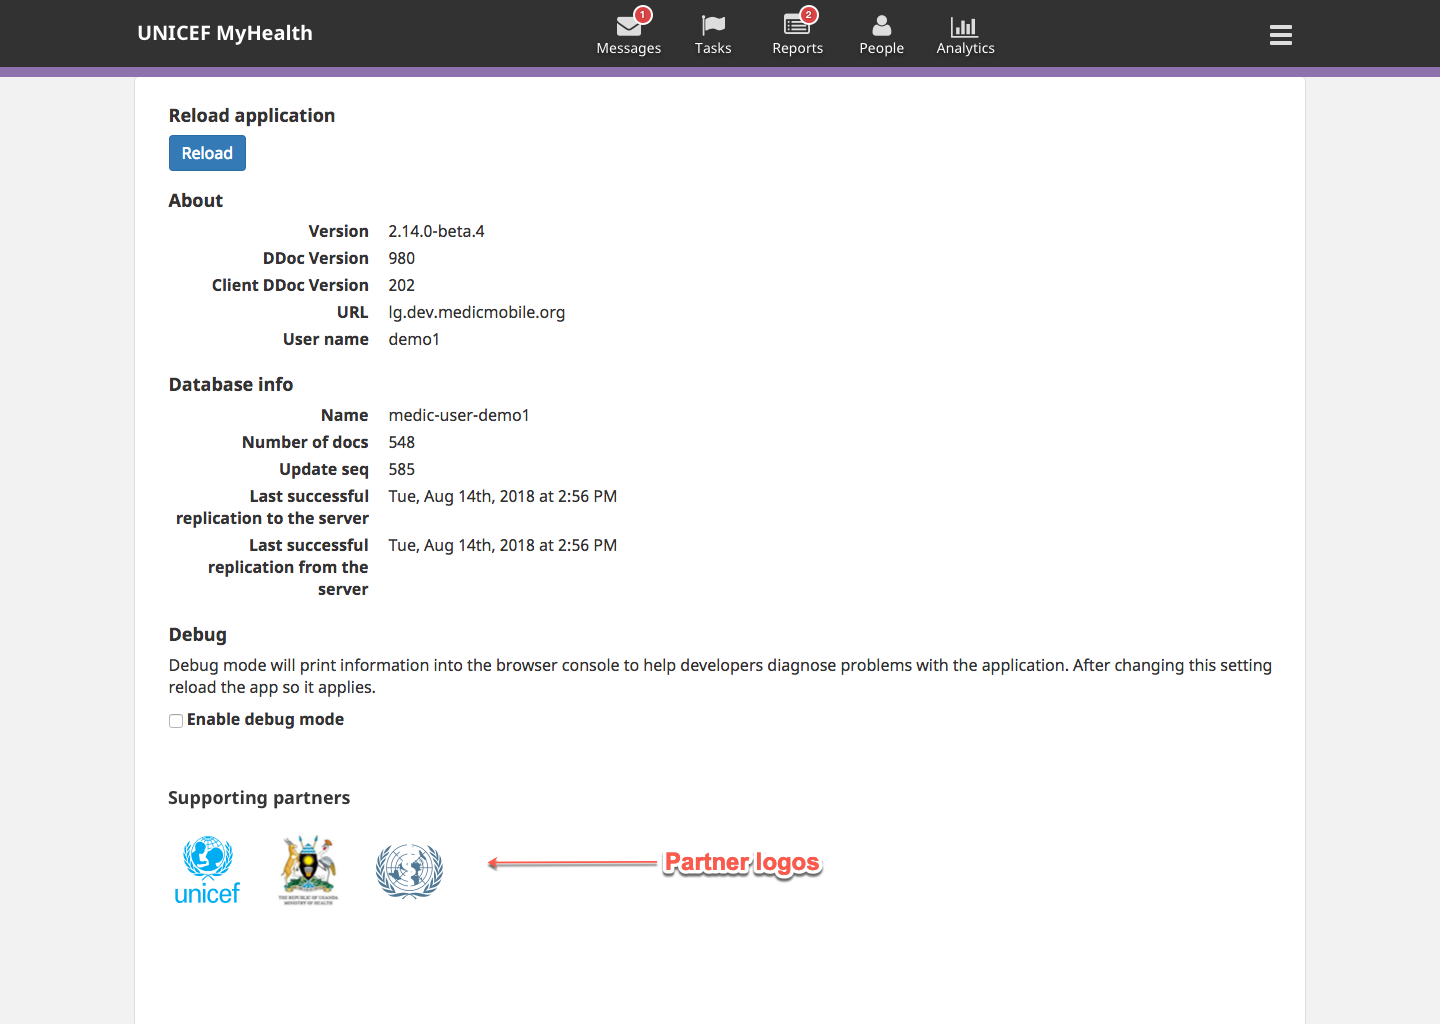 UNICEF MyHealth
1
Messages
Tasks
2
Reports
People
Analytics
Reload application
Reload
About
Version 2.14.0-beta.4
DDoc Version 980
Client DDoc Version 202
URL lg.dev.medicmobile.org
User name demo1
Database info
Name medic-user-demo1
Number of docs 548
Update seq 585
Last successful Tue, Aug 14th, 2018 at 2:56 PM
replication to the server
Last successful Tue, Aug 14th, 2018 at 2:56 PM
replication from the
server
Debug
Debug mode will print information into the browser console to help developers diagnose problems with the application. After changing this setting
reload the app so it applies.
Enable debug mode
Supporting partners
unicef
THE REPUBLIC OF UGANDA
MINISTRY OF HEALTH
Partner logos